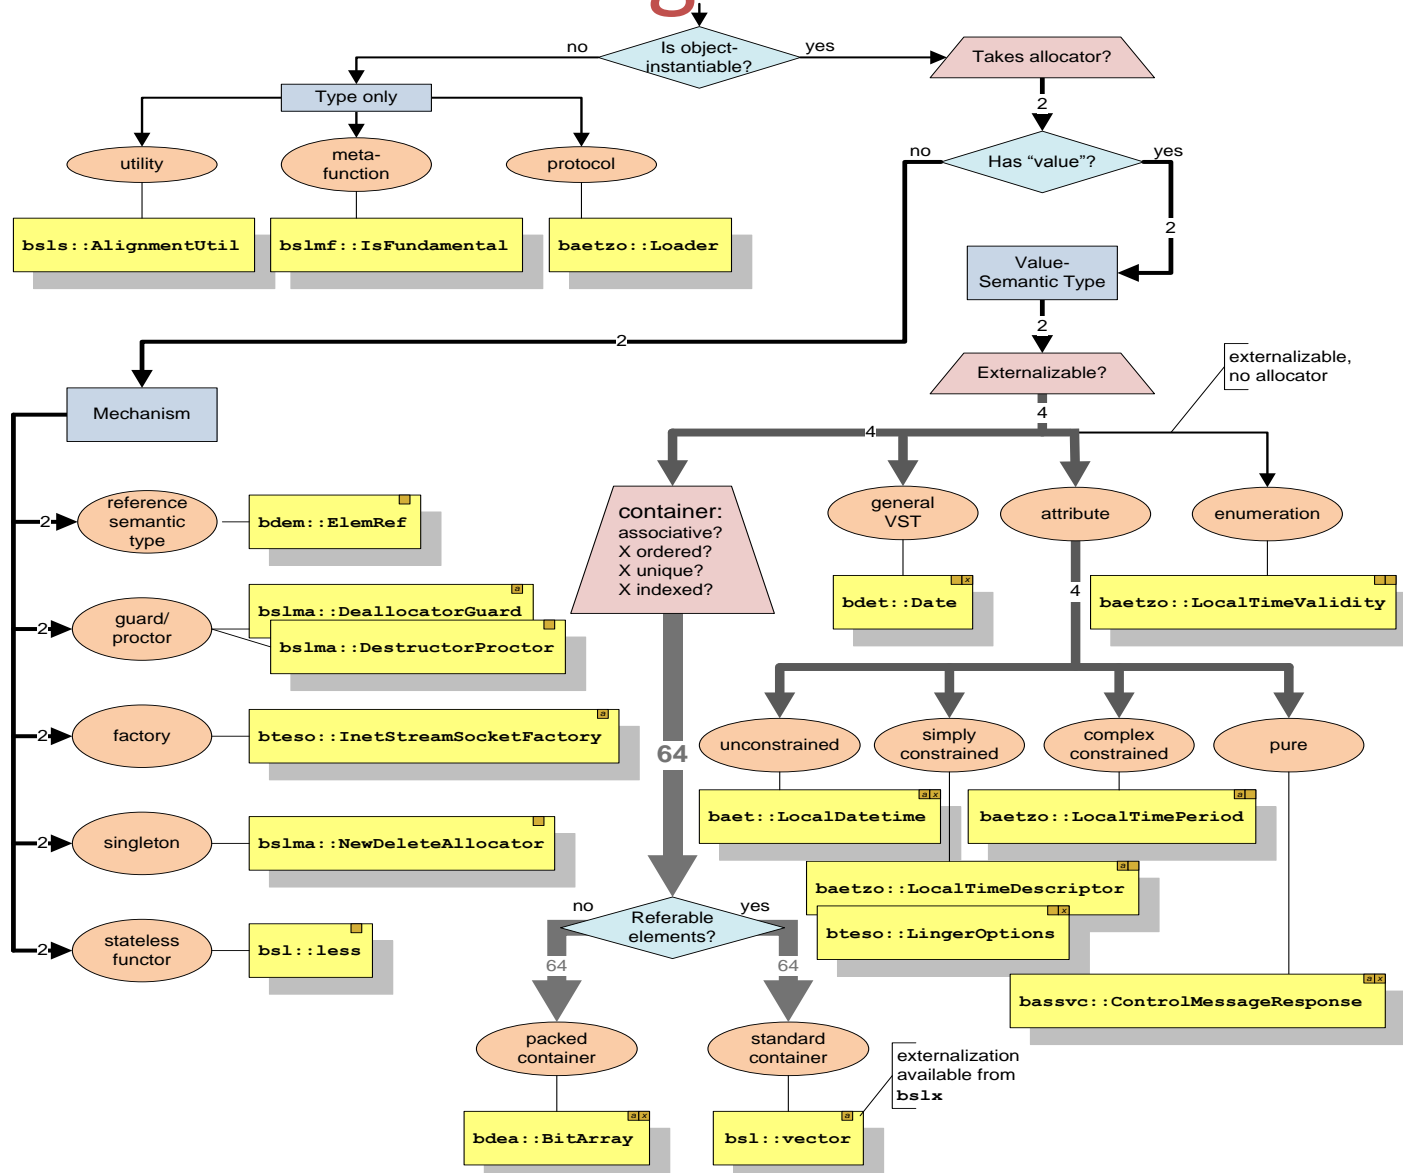 g
Is object-
instantiable?
no
yes
Takes allocator?
Type only
2
utility
meta-
function
protocol
Has “value”?
no
yes
bsls::AlignmentUtil
bslmf::IsFundamental
baetzo::Loader
2
Value-
Semantic Type
2
2
externalizable,
no allocator
Externalizable?
Mechanism
4
4
2
reference
semantic
type
bdem::ElemRef
container:
associative?
X ordered?
X unique?
X indexed?
general
VST
attribute
enumeration
x
bdet::Date
4
baetzo::LocalTimeValidity
2
guard/
proctor
a
bslma::DeallocatorGuard
bslma::DestructorProctor
2
factory
a
bteso::InetStreamSocketFactory
64
unconstrained
simply
constrained
complex
constrained
pure
a x
baet::LocalDatetime
a
baetzo::LocalTimePeriod
2
singleton
bslma::NewDeleteAllocator
a
baetzo::LocalTimeDescriptor
x
bteso::LingerOptions
2
stateless
functor
bsl::less
no
yes
Referable
elements?
64
64
a x
bassvc::ControlMessageResponse
packed
container
standard
container
externalization
available from
bslx
a x
bdea::BitArray
a
bsl::vector